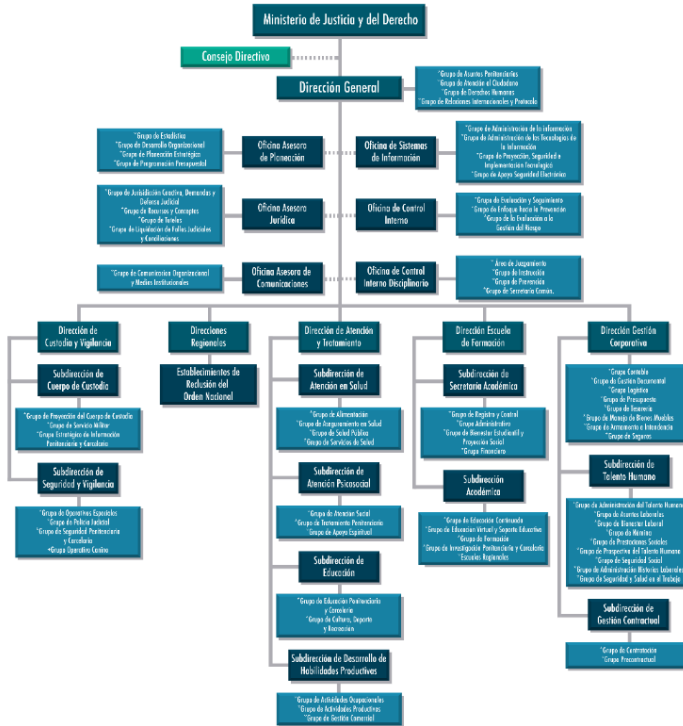 Ministerio de Justicia y del Derecho
Consejo Directivo
Dirección General
*Grupo de Asuntos Penitenciarios
*Grupo de Atención al Ciudadano
*Grupo de Derechos Humanos
*Grupo de Relaciones Internacionales y Protocolo
*Grupo de Estadística
*Grupo de Desarrollo Organizacional
*Grupo de Planeación Estratégica
*Grupo de Programación Presupuestal
Oficina Asesora
de Planeación
Oficina de Sistemas
de Información
*Grupo de Administración de la información
*Grupo de Administración de las Tecnologías de
la Información
*Grupo de Proyección, Seguridad e
Implementación Tecnológica
*Grupo de Apoyo Seguridad Electrónica
*Grupo de Jurisdicción Coactiva, Demandas y
Defensa Judicial
*Grupo de Recursos y Conceptos
*Grupo de Tutelas
*Grupo de Liquidación de Fallos Judiciales
y Conciliaciones
Oficina Asesora
Jurídica
Oficina de Control
Interno
*Grupo de Evaluación y Seguimiento
*Grupo de Enfoque hacia la Prevención
*Grupo de la Evaluación a la
Gestión del Riesgo
*Grupo de Comunicación Organizacional
y Medios Institucionales
Oficina Asesora de
Comunicaciones
Oficina de Control
Interno Disciplinario
*Área de Juzgamiento
*Grupo de Instrucción
*Grupo de Prevención
*Grupo de Secretaría Común.
Dirección de
Custodia y Vigilancia
Subdirección de
Cuerpo de Custodia
*Grupo de Proyección del Cuerpo de Custodia
*Grupo de Servicio Militar
*Grupo Estratégico de Información
Penitenciaria y Carcelaria
Subdirección de
Seguridad y Vigilancia
*Grupo de Operativos Especiales
*Grupo de Policía Judicial
*Grupo de Seguridad Penitenciaria
y Carcelaria
*Grupo Operativo Canino
Direcciones
Regionales
Establecimientos de
Reclusión del
Orden Nacional
Dirección de Atención
y Tratamiento
Subdirección de
Atención en Salud
*Grupo de Alimentación
*Grupo de Aseguramiento en Salud
*Grupo de Salud Pública
*Grupo de Servicios de Salud
Subdirección de
Atención Psicosocial
*Grupo de Atención Social
*Grupo de Tratamiento Penitenciario
*Grupo de Apoyo Espiritual
Subdirección de
Educación
*Grupo de Educación Penitenciaria
y Carcelaria
*Grupo de Cultura, Deporte
y Recreación
Subdirección de Desarrollo de
Habilidades Productivas
*Grupo de Actividades Ocupacionales
*Grupo de Actividades Productivas
*Grupo de Gestión Comercial
Dirección Escuela
de Formación
Subdirección de
Secretaría Académica
*Grupo de Registro y Control
*Grupo Administrativo
*Grupo de Bienestar Estudiantil y
Proyección Social
*Grupo Financiero
Subdirección
Académica
*Grupo de Educación Continuada
*Grupo de Educación Virtual y Soporte Educativo
*Grupo de Formación
*Grupo de Investigación Penitenciaria y Carcelaria
Escuelas Regionales
Dirección Gestión
Corporativa
*Grupo Contable
*Grupo de Gestión Documental
*Grupo Logístico
*Grupo de Presupuesto
*Grupo de Tesorería
*Grupo de Manejo de Bienes Muebles
*Grupo de Armamento e Intendencia
*Grupo de Seguros
Subdirección de
Talento Humano
*Grupo de Administración del Talento Humano
*Grupo de Asuntos Laborales
*Grupo de Bienestar Laboral
*Grupo de Nómina
*Grupo de Prestaciones Sociales
*Grupo de Prospectiva del Talento Humano
*Grupo de Seguridad Social
*Grupo de Administración Historias Laborales
*Grupo de Seguridad y Salud en el Trabajo
Subdirección de
Gestión Contractual
*Grupo de Contratación
*Grupo Precontractual